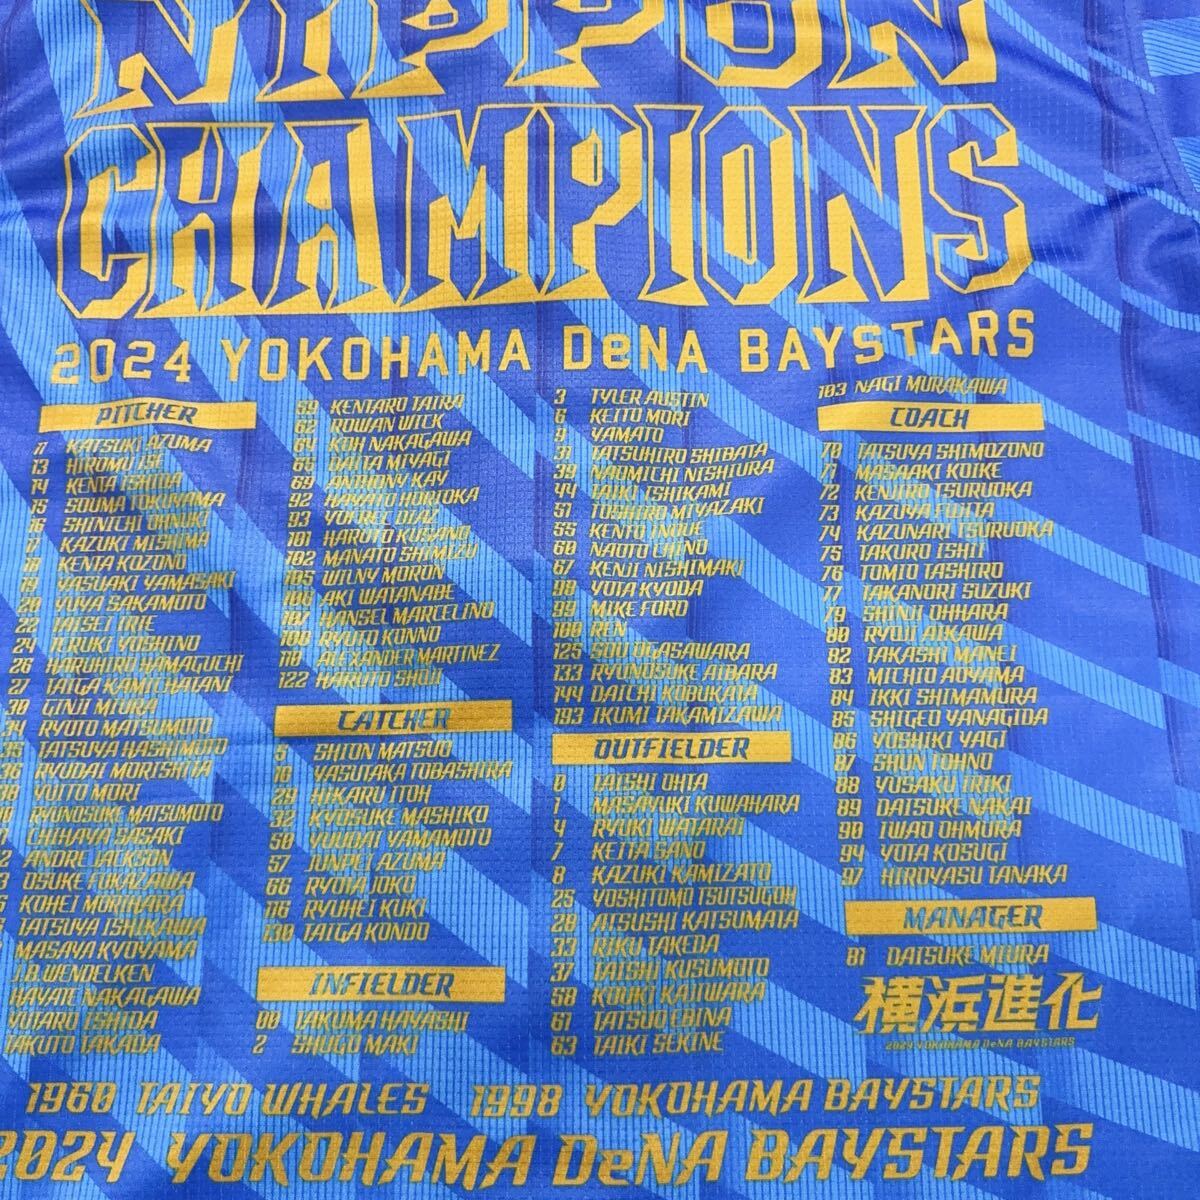 NIPPON
CHAMPIONS
2024 YOKOHAMA DeNA BAYSTARS
PITCHER
11 KATSUKI AZUMA
13 HIROMU ISE
14 KENTA ISHIDA
15 SOUMA TOKUYAMA
16 SHINICHI OHNUKI
17 KAZUKI MISHIMA
18 KENTA KOZONO
19 YASUAKI YAMASAKI
20 YUYA SAKAMOTO
22 TAISEI IRIE
24 TERUKI YOSHINO
26 HARUHIRO HAMAGUCHI
27 TAIGA KAMICHATANI
30 GINJI MIURA
34 RYOTO MATSUMOTO
35 TATSUYA HASHIMOTO
36 RYUDAI MORISHITA
38 YUITO MORI
RYUNOSUKE MATSUMOTO
CHIHAYA SASAKI
2 ANDRE JACKSON
3 OSUKE FUKAZAWA
KOHEI MORIHARA
TATSUYA ISHIKAWA
MASAYA KYOYAMA
J.B.WENDELKEN
HAYATE NAKAGAWA
YUTARO ISHIDA
TAKUTO TAKADA
59 KENTARO TAIRA
62 ROWAN WICK
64 KOH NAKAGAWA
65 DAITA MIYAGI
69 ANTHONY KAY
92 HAYATO HORIOKA
93 YOFREC DIAZ
101 HAROTO KUSANO
102 MANATO SHIMIZU
105 WILNY MORON
106 AKI WATANABE
107 HANSEL MARCELINO
109 RYUTO KONNO
110 ALEXANDER MARTINEZ
122 HARUTO SHOJI
CATCHER
5 SHION MATSUO
10 YASUTAKA TOBASHIRA
29 HIKARU ITOH
32 KYOSUKE MASHIKO
50 YUUDAI YAMAMOTO
57 JUNPEI AZUMA
66 RYOTA JOKO
116 RYUHEI KUKI
130 TAIGA KONDO
INFIELDER
00 TAKUMA HAYASHI
2 SHUGO MAKI
3 TYLER AUSTIN
6 KEITO MORI
9 YAMATO
31 TATSUHIRO SHIBATA
39 NAOMICHI NISHIURA
44 TAIKI ISHIKAMI
51 TOSHIRO MIYAZAKI
55 KENTO INOUE
60 NAOTO CHINO
67 KENJI NISHIMAKI
98 YOTA KYODA
99 MIKE FORD
100 REN
125 SOU OGASAWARA
133 RYUNOSUKE AIBARA
144 DAICHI KOBUKATA
193 IKUMI TAKAMIZAWA
OUTFIELDER
0 TAISHI OHTA
1 MASAYUKI KUWAHARA
4 RYUKI WATARAI
7 KEITA SANO
8 KAZUKI KAMIZATO
25 YOSHITOMO TSUTSUGOH
28 ATSUSHI KATSUMATA
33 RIKU TAKEDA
37 TAISHI KUSUMOTO
58 KOUKI KAJIWARA
61 TATSUO EBINA
63 TAIKI SEKINE
103 NAGI MURAKAWA
COACH
70 TATSUYA SHIMOZONO
71 MASAAKI KOIKE
72 KENJIRO TSURUOKA
73 KAZUYA FUJITA
74 KAZUNARI TSURUOKA
75 TAKURO ISHII
76 TOMIO TASHIRO
77 TAKANORI SUZUKI
79 SHINJI OHHARA
80 RYOJI AIKAWA
82 TAKASHI MANEI
83 MICHIO AOYAMA
84 IKKI SHIMAMURA
85 SHIGEO YANAGIDA
86 YOSHIKI YAGI
87 SHUN TOHNO
88 YUSAKU IRIKI
89 DAISUKE NAKAI
90 IWAO OHMURA
94 YOTA KOSUGI
97 HIROYASU TANAKA
MANAGER
81 DAISUKE MIURA
横浜進化
2024 YOKOHAMA DeNA BAYSTARS
1960 TAIYO WHALES 1998 YOKOHAMA BAYSTARS
2024 YOKOHAMA DeNA BAYSTARS